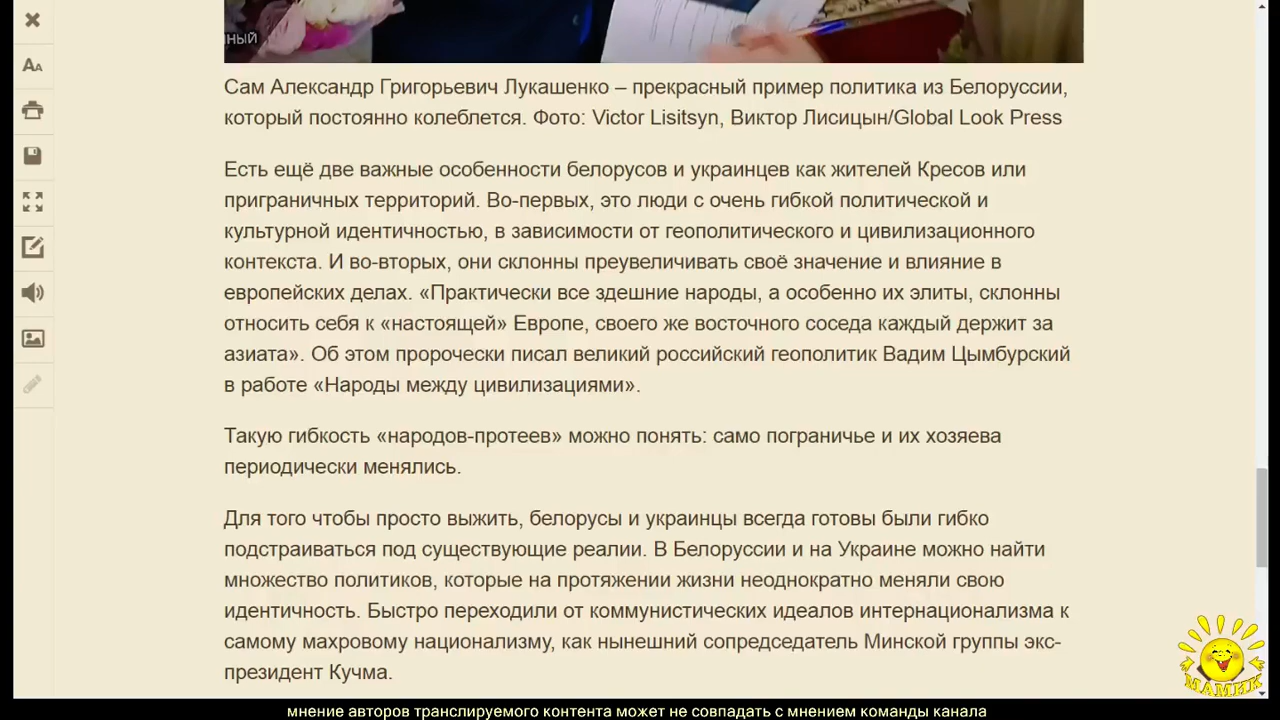 нный
Сам Александр Григорьевич Лукашенко – прекрасный пример политика из Белоруссии,
который постоянно колеблется. Фото: Victor Lisitsyn, Виктор Лисицын/Global Look Press
Есть ещё две важные особенности белорусов и украинцев как жителей Кресов или
приграничных территорий. Во-первых, это люди с очень гибкой политической и
культурной идентичностью, в зависимости от геополитического и цивилизационного
контекста. И во-вторых, они склонны преувеличивать своё значение и влияние в
европейских делах. «Практически все здешние народы, а особенно их элиты, склонны
относить себя к «настоящей» Европе, своего же восточного соседа каждый держит за
азиата». Об этом пророчески писал великий российский геополитик Вадим Цымбурский
в работе «Народы между цивилизациями».
Такую гибкость «народов-протеев» можно понять: само пограничье и их хозяева
периодически менялись.
Для того чтобы просто выжить, белорусы и украинцы всегда готовы были гибко
подстраиваться под существующие реалии. В Белоруссии и на Украине можно найти
множество политиков, которые на протяжении жизни неоднократно меняли свою
идентичность. Быстро переходили от коммунистических идеалов интернационализма к
самому махровому национализму, как нынешний сопредседатель Минской группы экс-
президент Кучма.
МАМИК
мнение авторов транслируемого контента может не совпадать с мнением команды канала